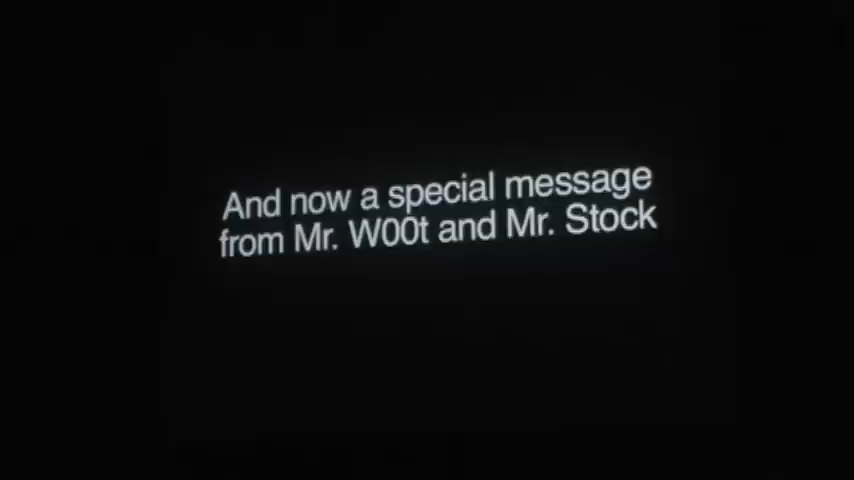 And now a special message
from Mr. W00t and Mr. Stock